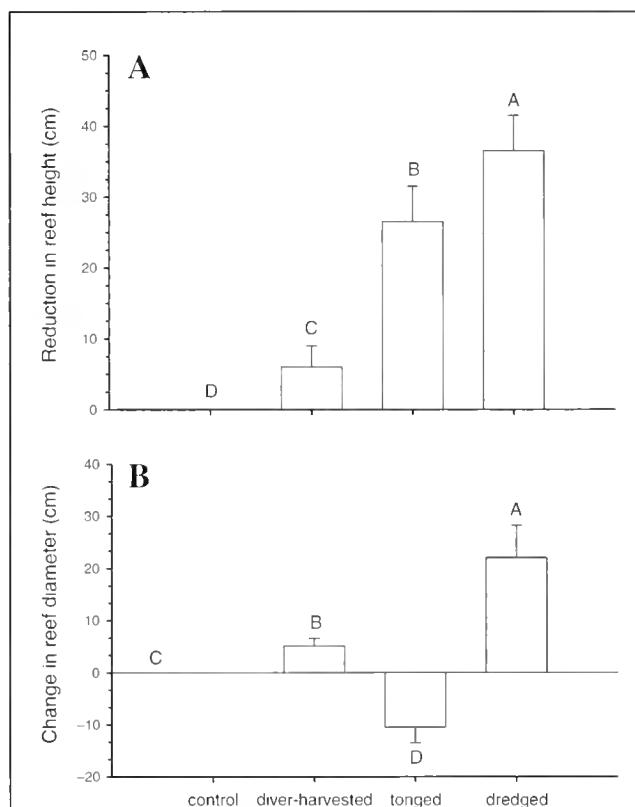 A
Reduction in reef height (cm)
50
40
30
20
10
0
D
C
B
A
B
Change in reef diameter (cm)
40
30
20
10
0
−10
−20
C
B
D
A
control diver-harvested tonged dredged